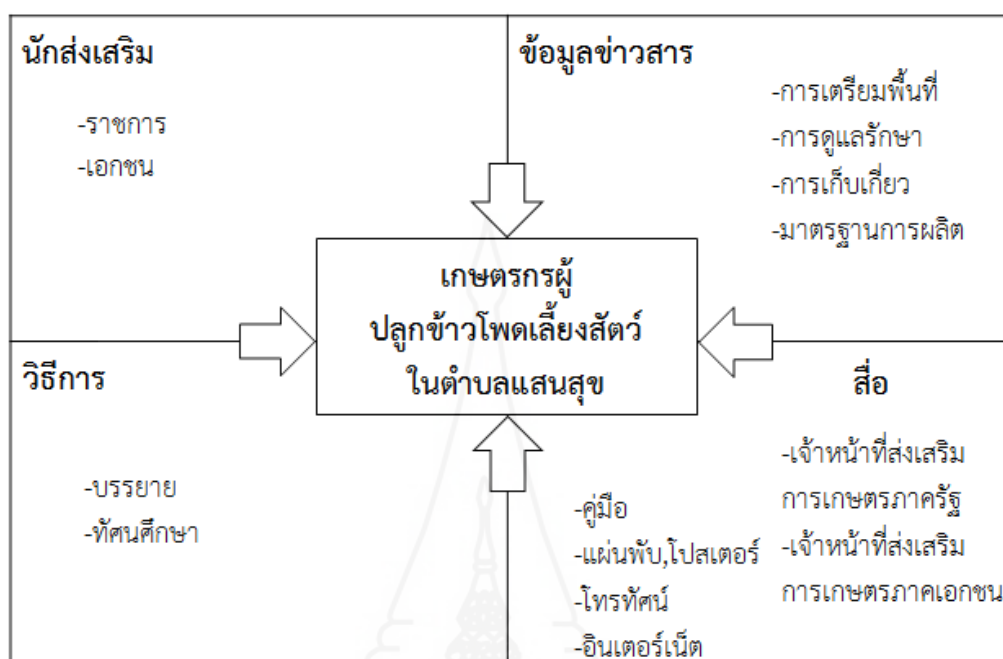 นักส่งเสริม
-ราชการ
-เอกชน
ข้อมูลข่าวสาร
-การเตรียมพื้นที่
-การดูแลรักษา
-การเก็บเกี่ยว
-มาตรฐานการผลิต
เกษตรกรผู้
ปลูกข้าวโพดเลี้ยงสัตว์
ในตำบลแสนสุข
วิธีการ
-บรรยาย
-ทัศนศึกษา
สื่อ
-คู่มือ
-แผ่นพับ,โปสเตอร์
-โทรทัศน์
-อินเตอร์เน็ต
-เจ้าหน้าที่ส่งเสริม
การเกษตรภาครัฐ
-เจ้าหน้าที่ส่งเสริม
การเกษตรภาคเอกชน